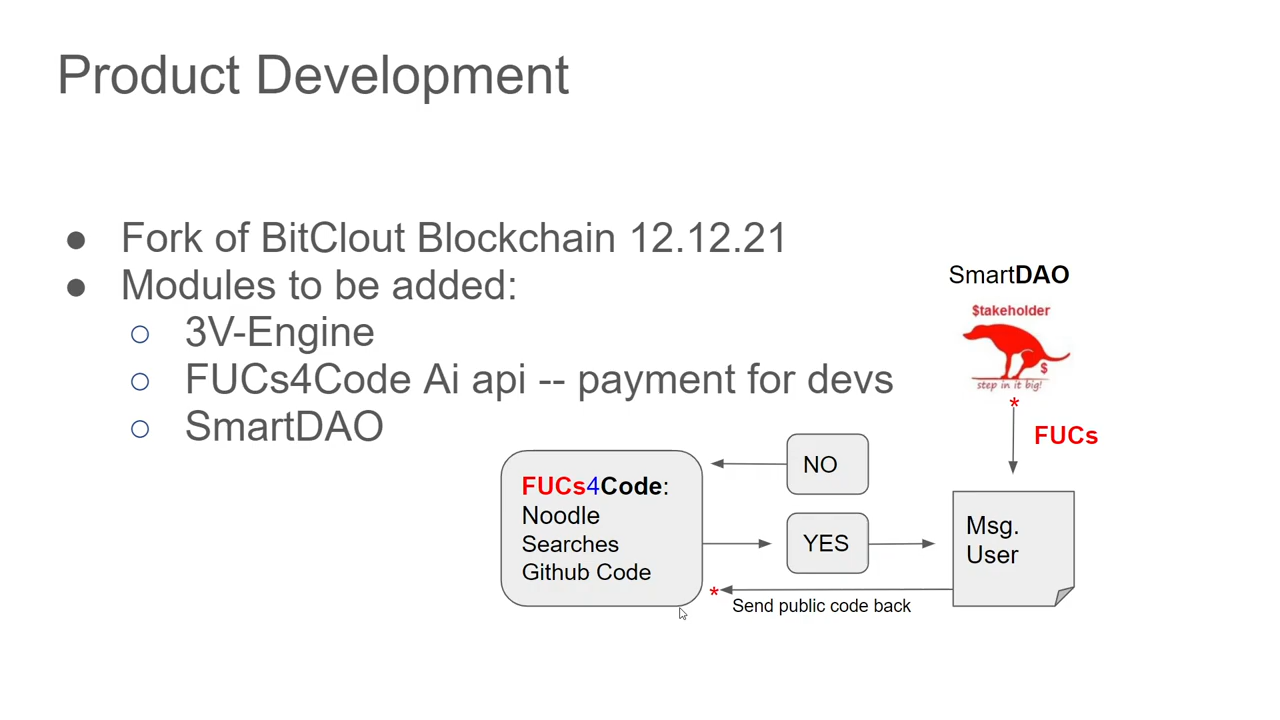 Product Development
● Fork of BitClout Blockchain 12.12.21
● Modules to be added:
○ 3V-Engine
○ FUCs4Code Ai api -- payment for devs
○ SmartDAO
SmartDAO
$takeholder
$
step in it big!
*
FUCs
NO
FUCs4Code:
Noodle
Searches
Github Code
YES
Msg.
User
*
Send public code back